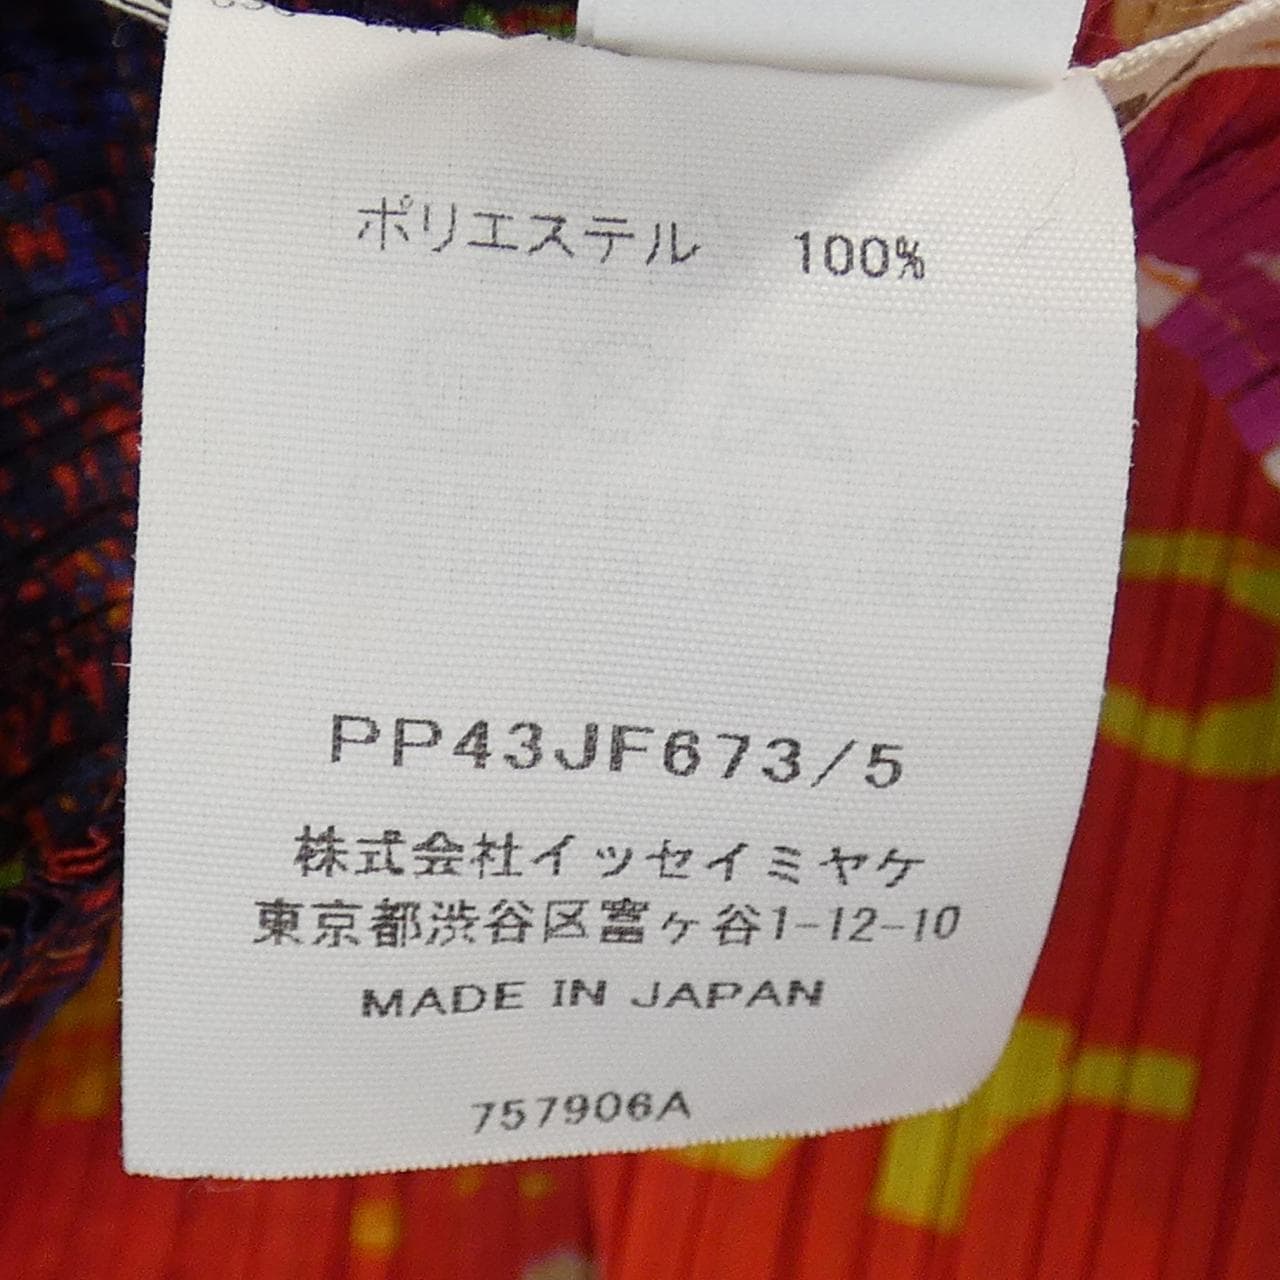 ポリエステル 100%
PP43JF673/5
株式会社イッセイミヤケ
東京都渋谷区富ヶ谷1-12-10
MADE IN JAPAN
757906A